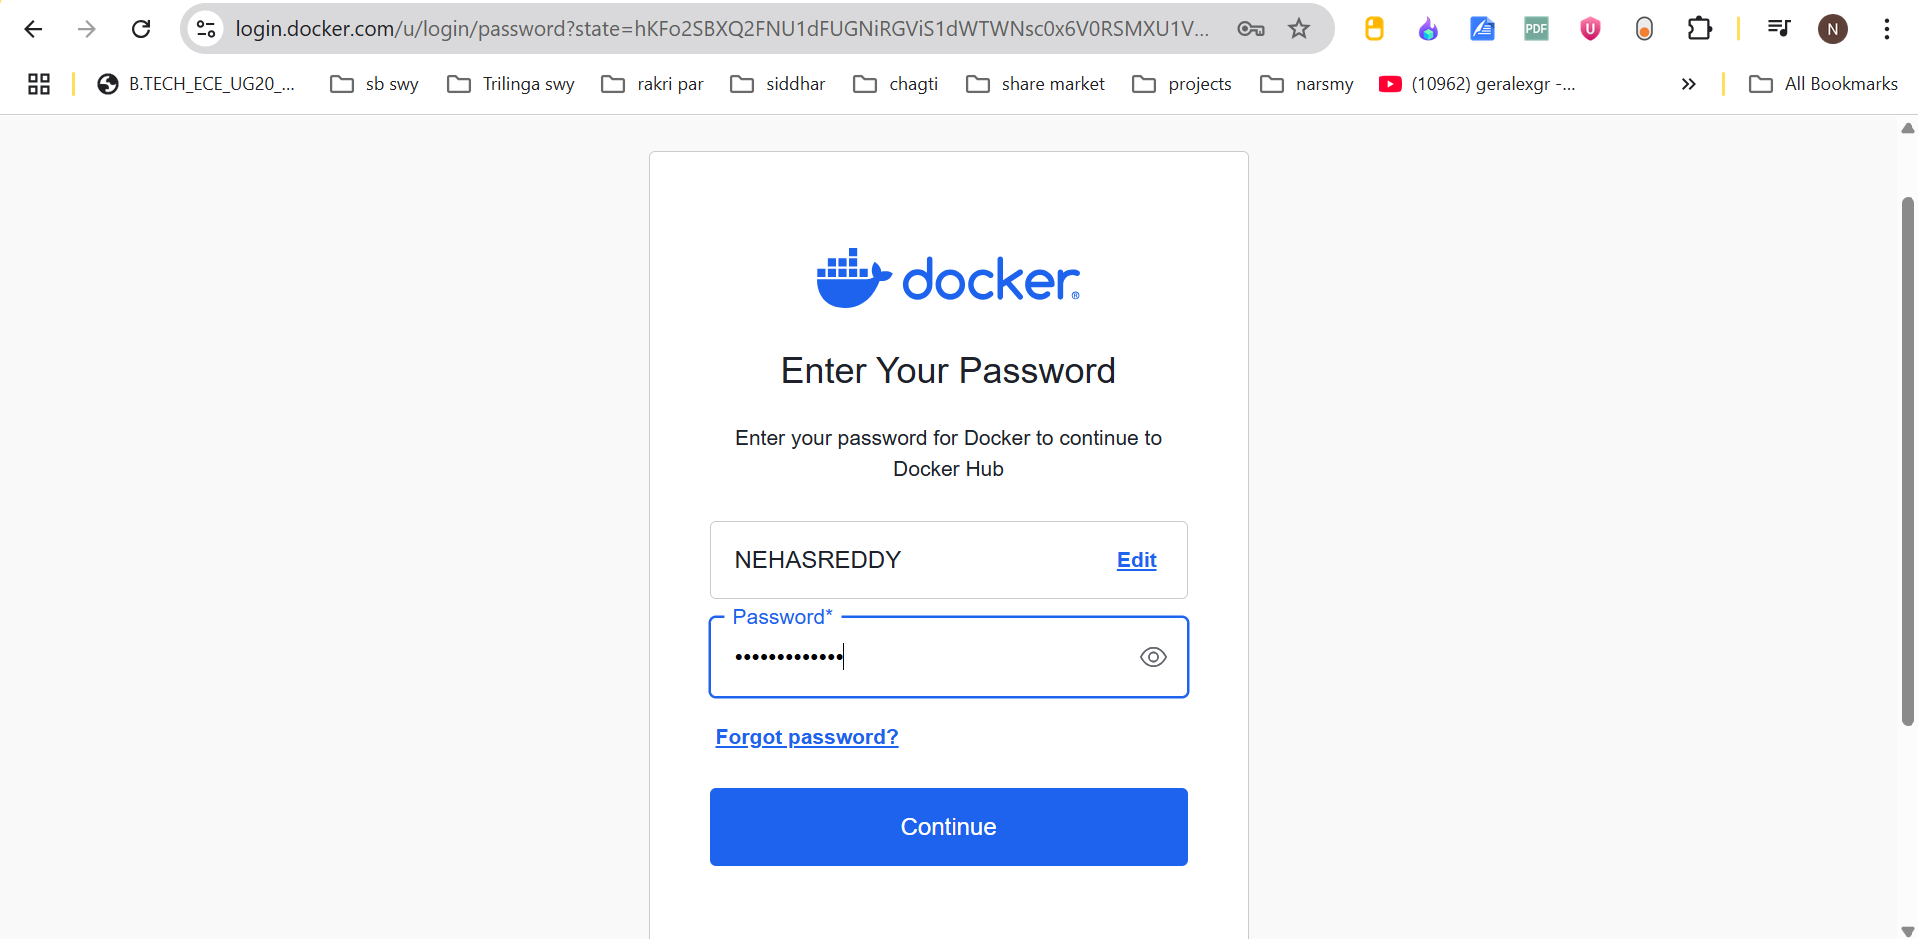 login.docker.com/u/login/password?state=hKFo2SBXQ2FNU1dFUGNiRGViS1dWTWNsc0x6V0RSMXU1V...
PDF
U
N
B.TECH_ECE_UG20_...
sb swy
Trilinga swy
rakri par
siddhar
chagti
share market
projects
narsmy
(10962) geralexgr -...
»
All Bookmarks
docker®
Enter Your Password
Enter your password for Docker to continue to
Docker Hub
NEHASREDDY
Edit
Password*
•••••••••••••
Forgot password?
Continue